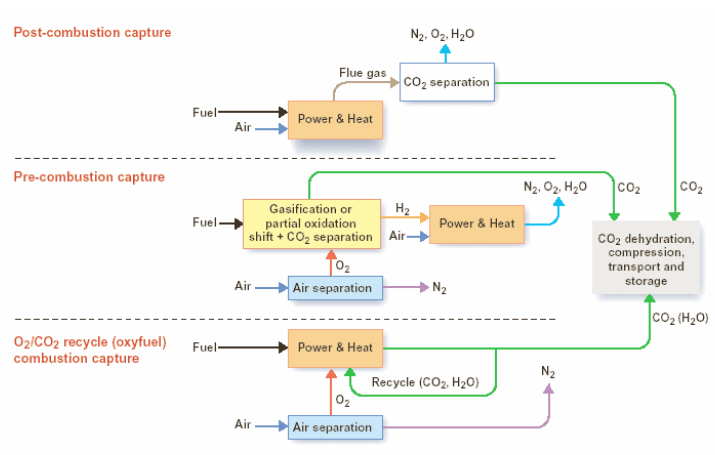 Post-combustion capture
N₂, O₂, H₂O
Flue gas
CO₂ separation
Fuel
Power & Heat
Air
Pre-combustion capture
N₂, O₂, H₂O
CO₂
CO₂
Gasification or
partial oxidation
shift + CO₂ separation
H₂
Fuel
Power & Heat
Air
CO₂ dehydration,
compression,
transport and
storage
O₂
Air
Air separation
N₂
CO₂ (H₂O)
O₂/CO₂ recycle (oxyfuel)
combustion capture
Fuel
Power & Heat
Recycle (CO₂, H₂O)
N₂
O₂
Air
Air separation